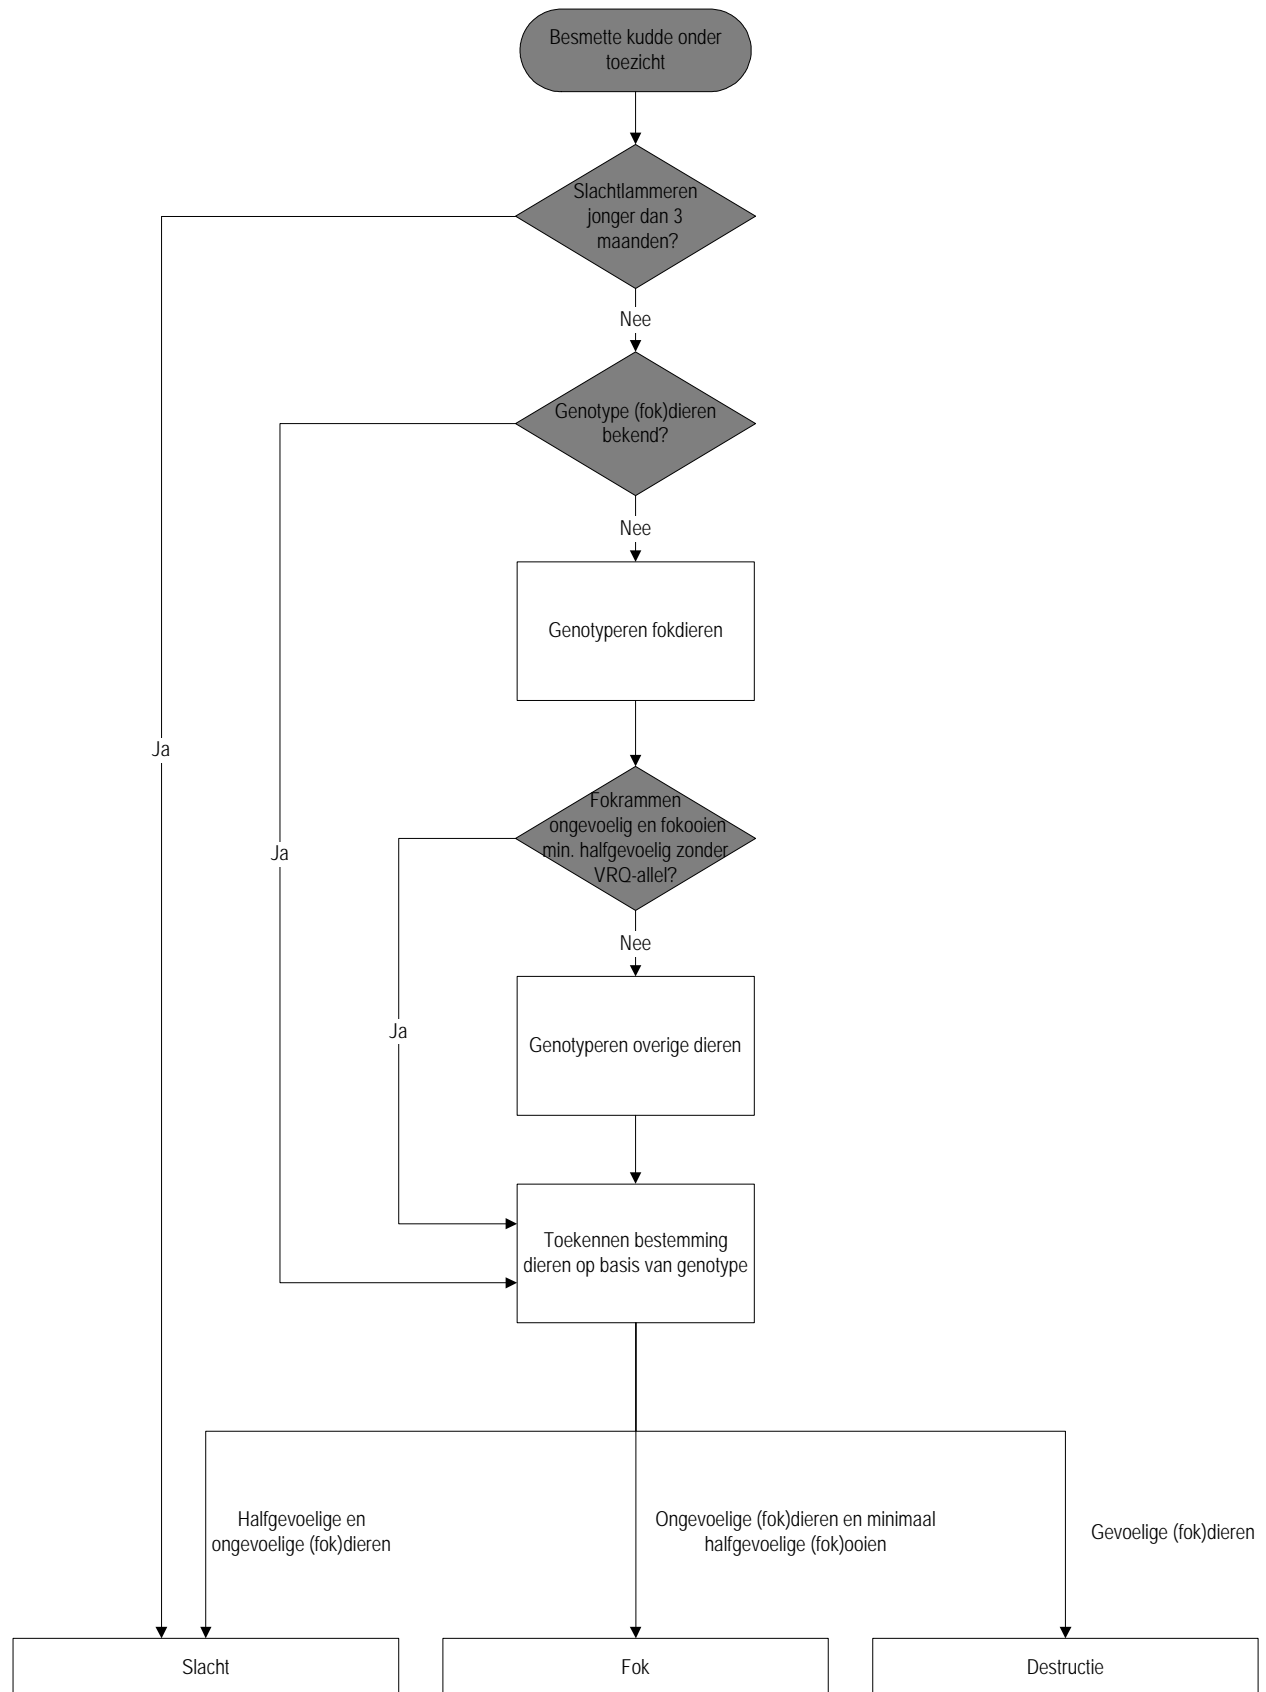 Besmette kudde onder
toezicht
Slachtlammeren
jonger dan 3
maanden?
Nee
Genotype (fok)dieren
bekend?
Nee
Genotyperen fokdieren
Ja
Fokrammen
ongevoelig en fokooien
min. halfgevoelig zonder
VRQ-allel?
Ja
Nee
Ja
Genotyperen overige dieren
Toekennen bestemming
dieren op basis van genotype
Halfgevoelige en
ongevoelige (fok)dieren
Ongevoelige (fok)dieren en minimaal
halfgevoelige (fok)ooien
Gevoelige (fok)dieren
Slacht
Fok
Destructie